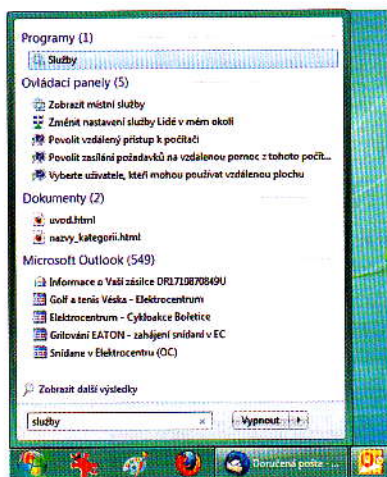 Programy (1)
Služby
Ovládací panely (5)
Zobrazit místní služby
Změnit nastavení služby Lidé v mém okolí
Povolit vzdálený přístup k počítači
Povolit zasílání požadavků na vzdálenou pomoc z tohoto počít...
Vyberte uživatele, kteří mohou používat vzdálenou plochu
Dokumenty (2)
uvod.html
nazvy_kategorii.html
Microsoft Outlook (549)
Informace o Vaší zásilce DR1719870849U
Golf a tenis Véska - Elektrocentrum
Elektrocentrum - Cykloakce Bořetice
Grilování EATON - zahájení snídaní v EC
Snídane v Elektrocentru (OC)
Zobrazit další výsledky
služby
Vypnout
Doručená pošta - ...